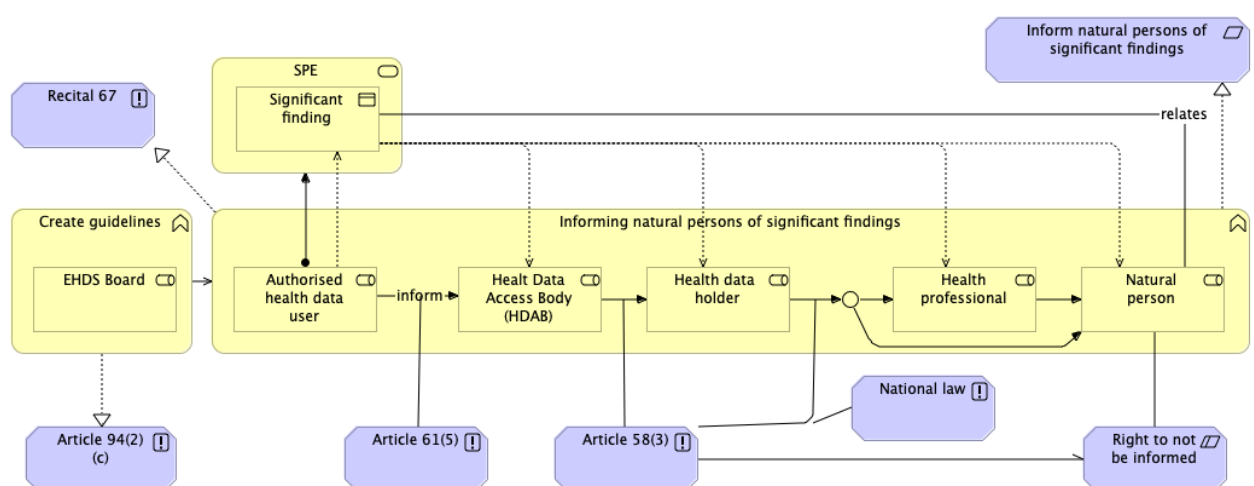 Inform natural persons of
significant findings
SPE
Recital 67
Significant
finding
relates
Create guidelines
Informing natural persons of significant findings
EHDS Board
Authorised
health data
user
inform
Healt Data
Access Body
(HDAB)
Health data
holder
Health
professional
Natural
person
National law
Article 94(2)
(c)
Article 61(5)
Article 58(3)
Right to not
be informed